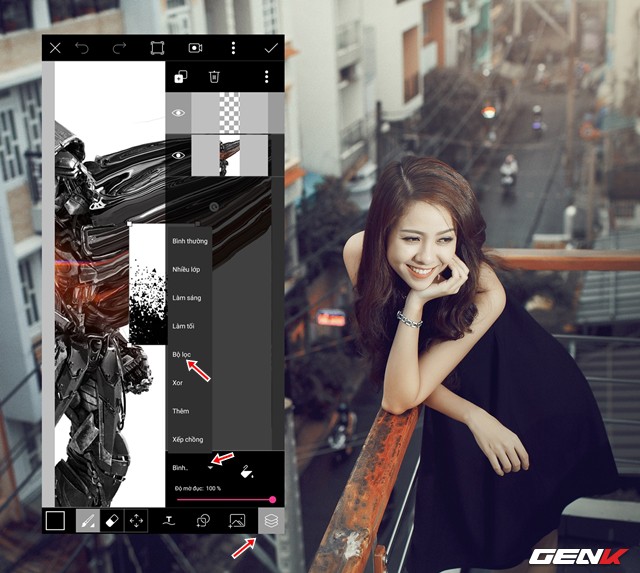 Bình thường
Nhiều lớp
Làm sáng
Làm tối
Bộ lọc
Xor
Thêm
Xếp chồng
Bình..
Độ mờ đục: 100 %
GENK